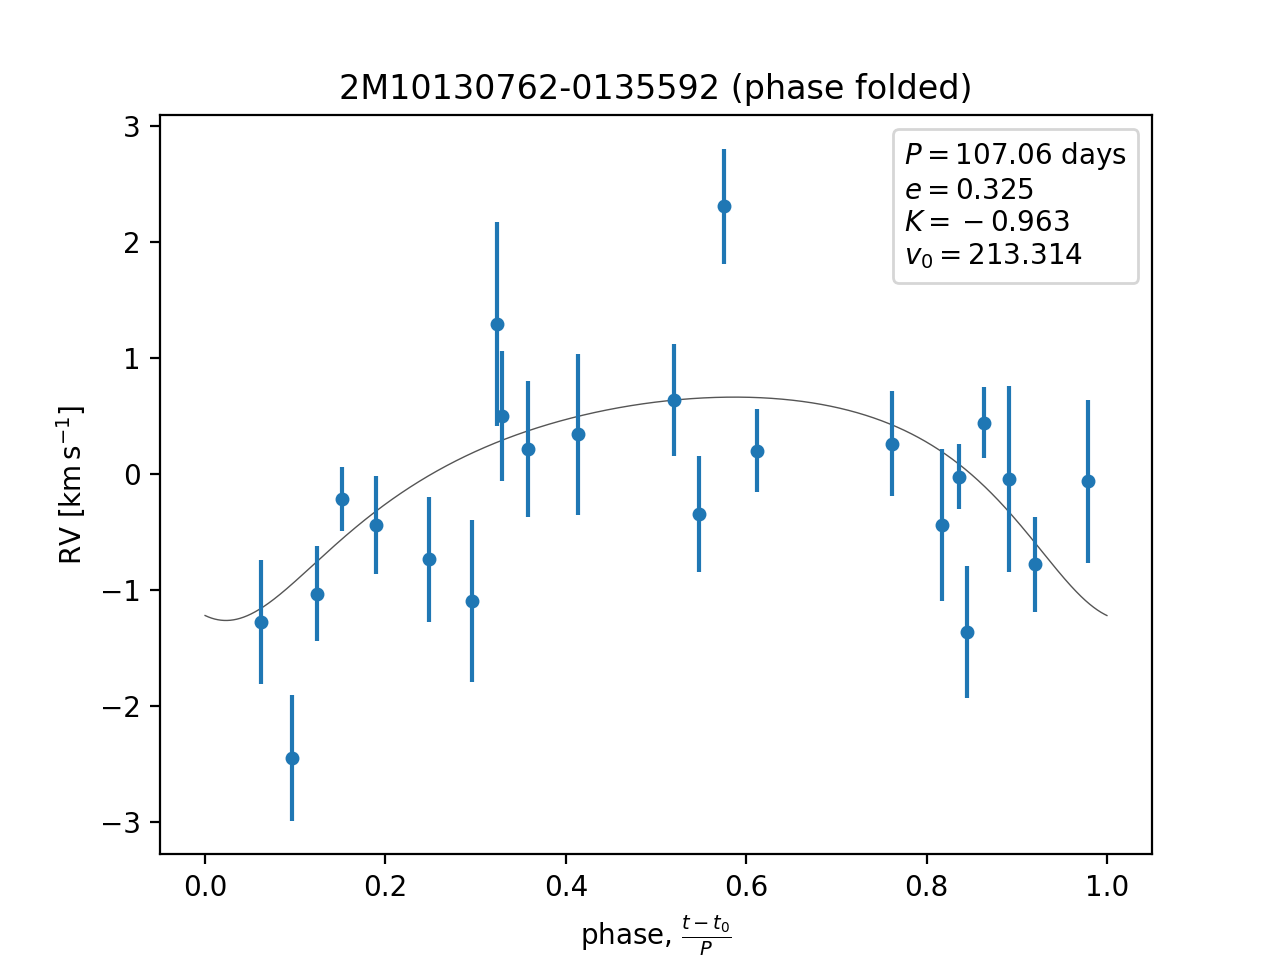 2M10130762-0135592 (phase folded)
P = 107.06 days
e = 0.325
K = −0.963
v₀ = 213.314
RV [km s⁻¹]
3
2
1
0
−1
−2
−3
0.0 0.2 0.4 0.6 0.8 1.0
phase, (t − t₀)/P